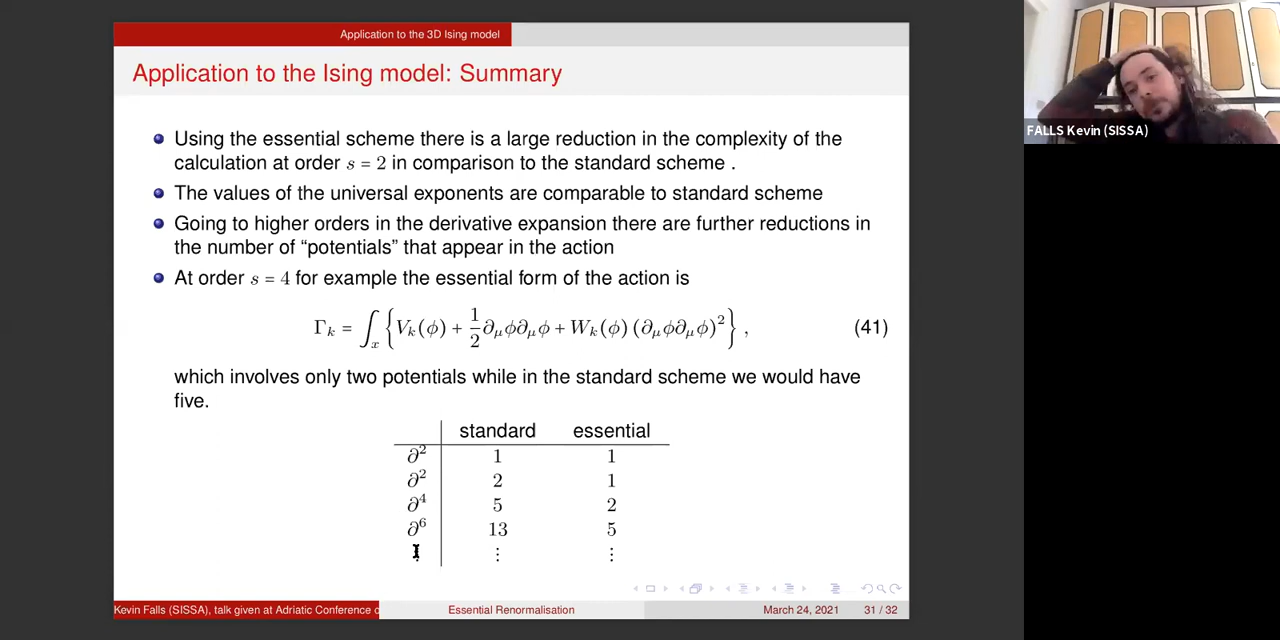 Application to the 3D Ising model
Application to the Ising model: Summary
FALLS Kevin (SISSA)
Using the essential scheme there is a large reduction in the complexity of the
calculation at order s = 2 in comparison to the standard scheme .
The values of the universal exponents are comparable to standard scheme
Going to higher orders in the derivative expansion there are further reductions in
the number of “potentials” that appear in the action
At order s = 4 for example the essential form of the action is
Γ_k = ∫_x { V_k(ϕ) + 1/2 ∂_μϕ∂_μϕ + W_k(ϕ) (∂_μϕ∂_μϕ)² } , (41)
which involves only two potentials while in the standard scheme we would have
five.
standard essential
∂² 1 1
∂² 2 1
∂⁴ 5 2
∂⁶ 13 5
⋮ ⋮ ⋮
Kevin Falls (SISSA), talk given at Adriatic Conference o Essential Renormalisation March 24, 2021 31 / 32